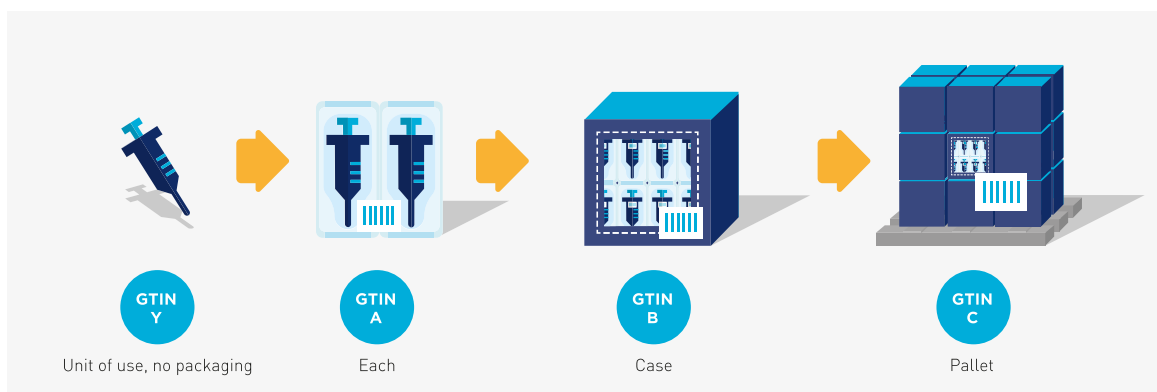 GTIN
Y
GTIN
A
GTIN
B
GTIN
C
Unit of use, no packaging
Each
Case
Pallet